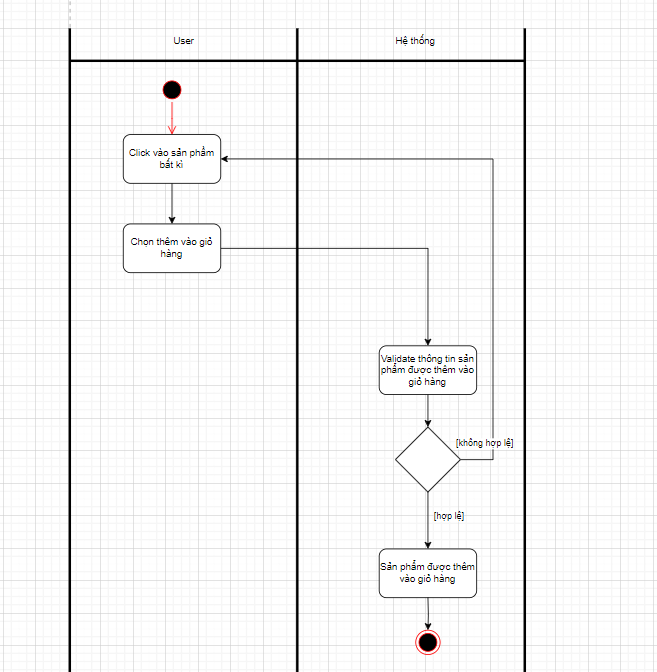 User
Hệ thống
Click vào sản phẩm
bất kì
Chọn thêm vào giỏ
hàng
Validate thông tin sản
phẩm được thêm vào
giỏ hàng
[không hợp lệ]
[hợp lệ]
Sản phẩm được thêm
vào giỏ hàng